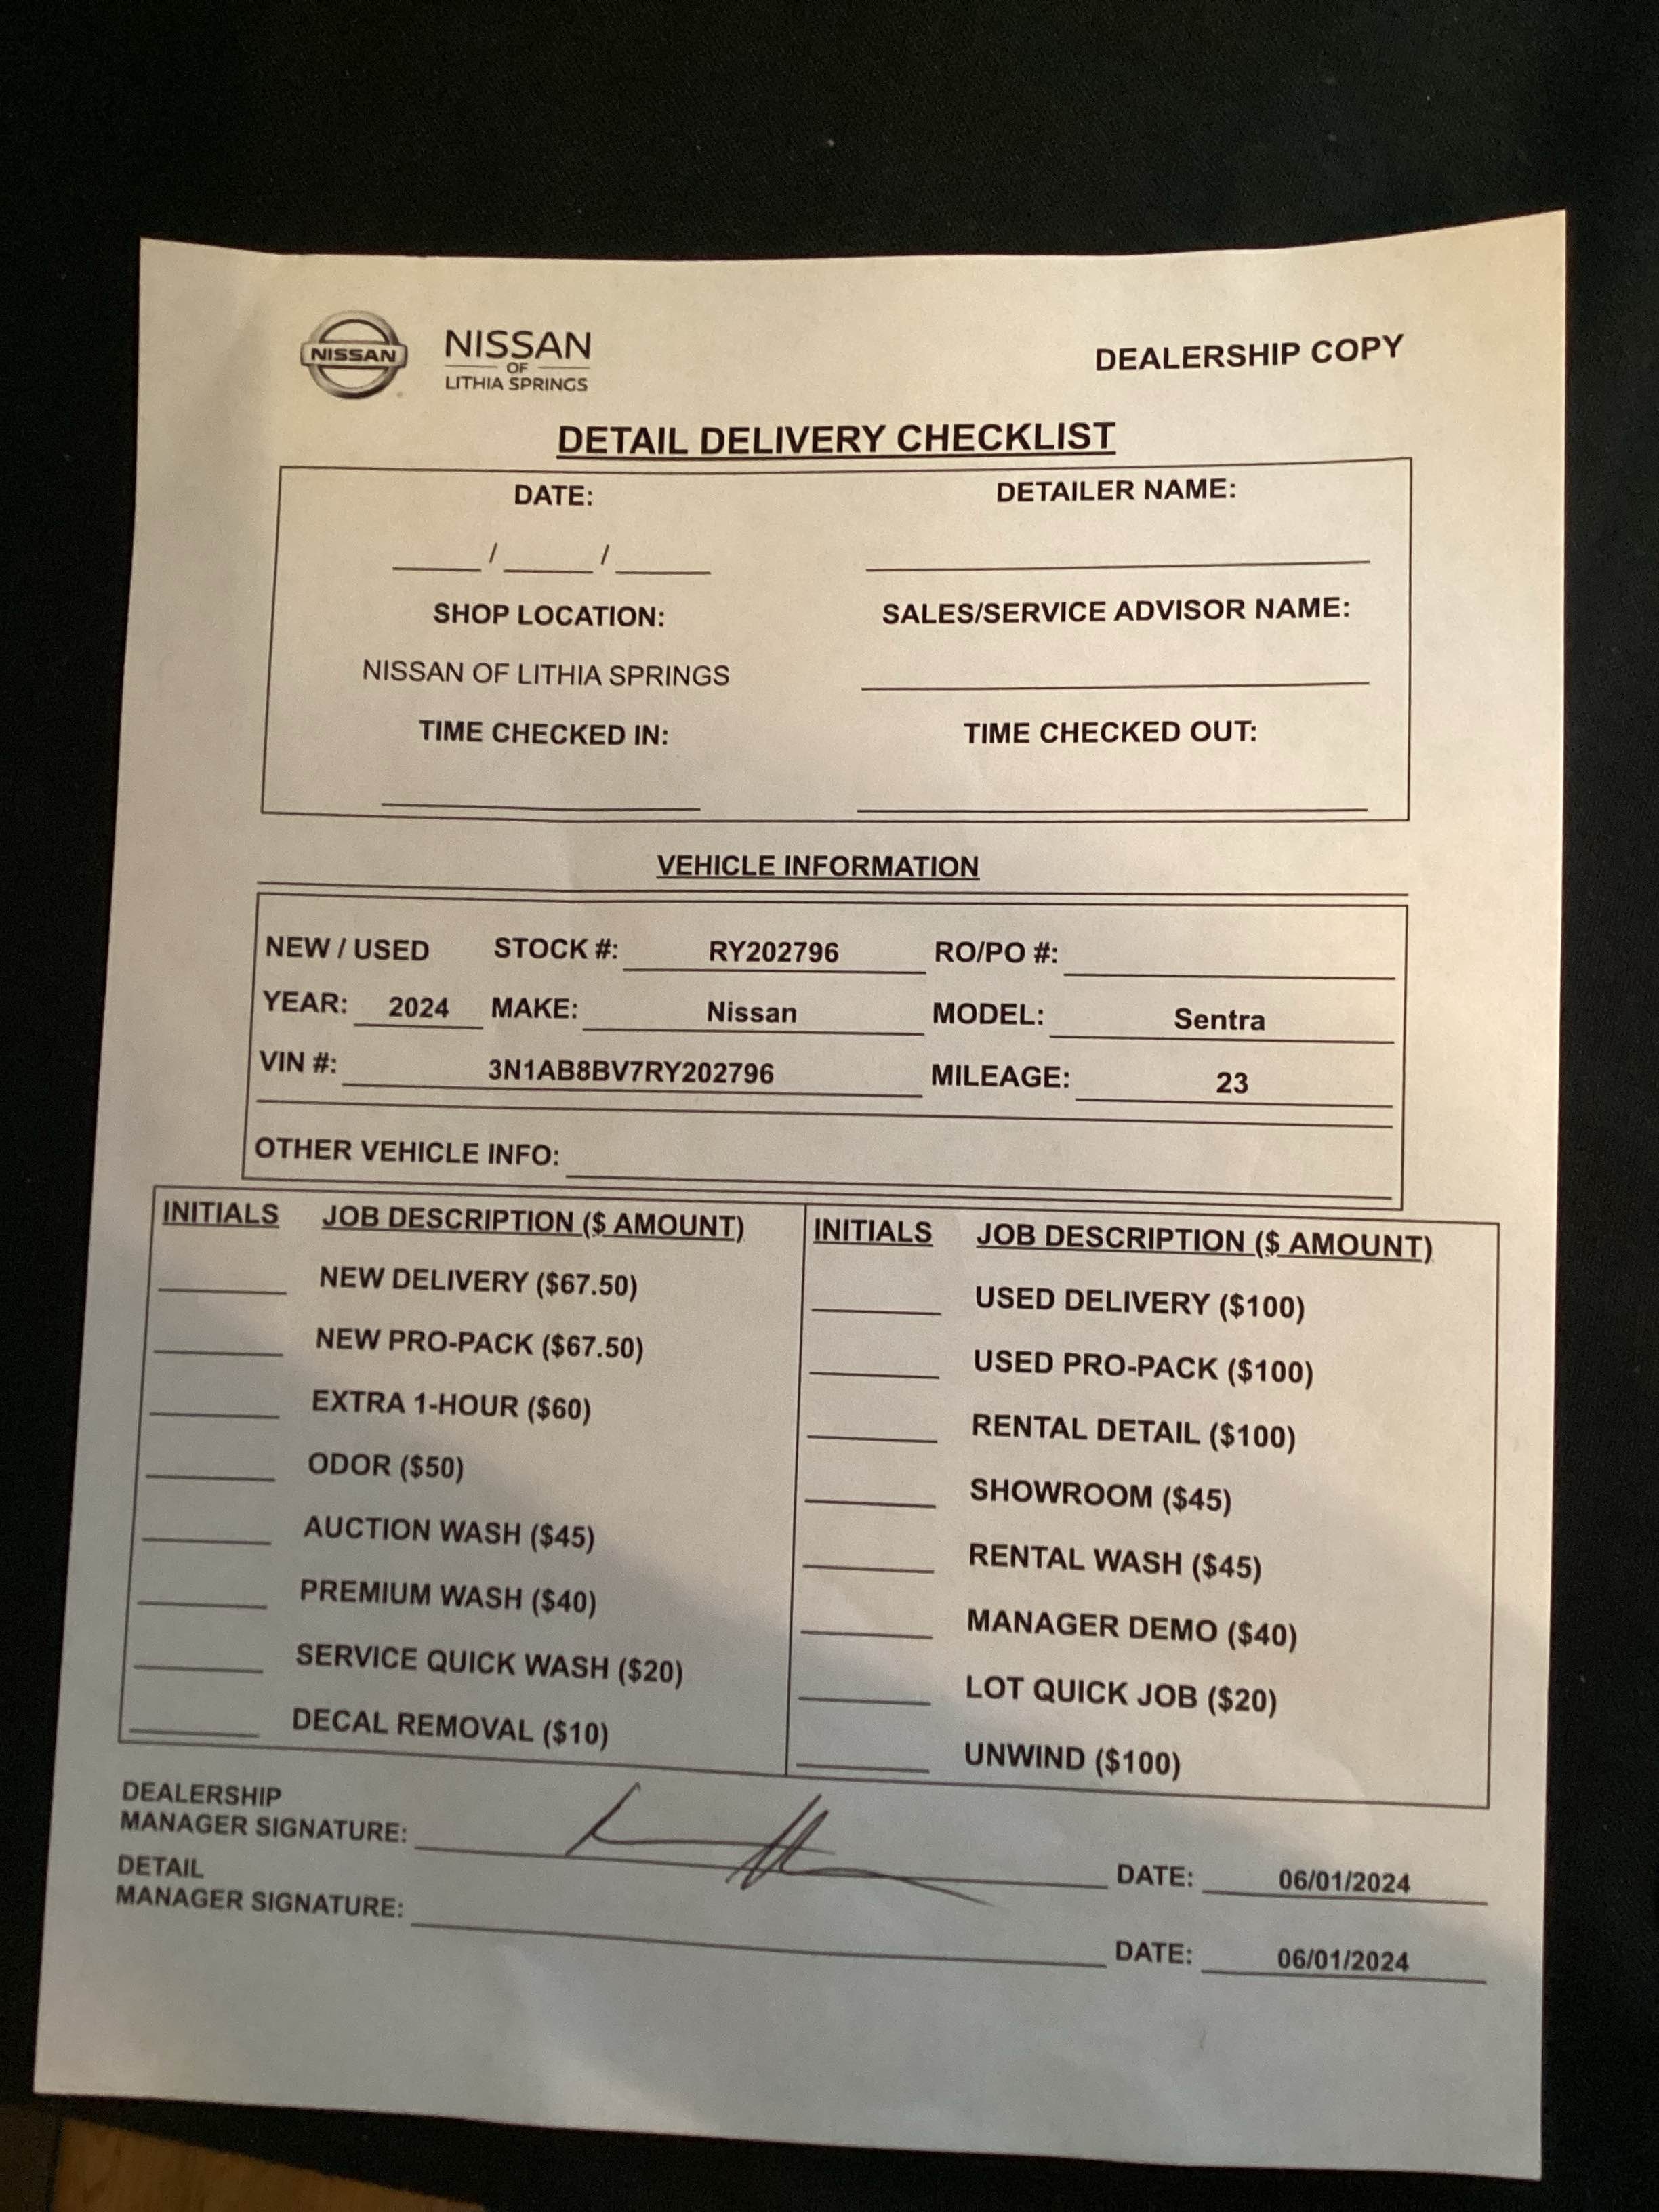 NISSAN
NISSAN
OF
LITHIA SPRINGS
DEALERSHIP COPY
DETAIL DELIVERY CHECKLIST
DATE: DETAILER NAME:
____ / ____ / ____ ____________
SHOP LOCATION: SALES/SERVICE ADVISOR NAME:
NISSAN OF LITHIA SPRINGS ____________
TIME CHECKED IN: TIME CHECKED OUT:
VEHICLE INFORMATION
NEW / USED STOCK #: RY202796 RO/PO #:
YEAR: 2024 MAKE: Nissan MODEL: Sentra
VIN #: 3N1AB8BV7RY202796 MILEAGE: 23
OTHER VEHICLE INFO:
INITIALS JOB DESCRIPTION ($ AMOUNT) INITIALS JOB DESCRIPTION ($ AMOUNT)
NEW DELIVERY ($67.50) USED DELIVERY ($100)
NEW PRO-PACK ($67.50) USED PRO-PACK ($100)
EXTRA 1-HOUR ($60) RENTAL DETAIL ($100)
ODOR ($50) SHOWROOM ($45)
AUCTION WASH ($45) RENTAL WASH ($45)
PREMIUM WASH ($40) MANAGER DEMO ($40)
SERVICE QUICK WASH ($20) LOT QUICK JOB ($20)
DECAL REMOVAL ($10) UNWIND ($100)
DEALERSHIP
MANAGER SIGNATURE: DATE: 06/01/2024
DETAIL
MANAGER SIGNATURE: DATE: 06/01/2024